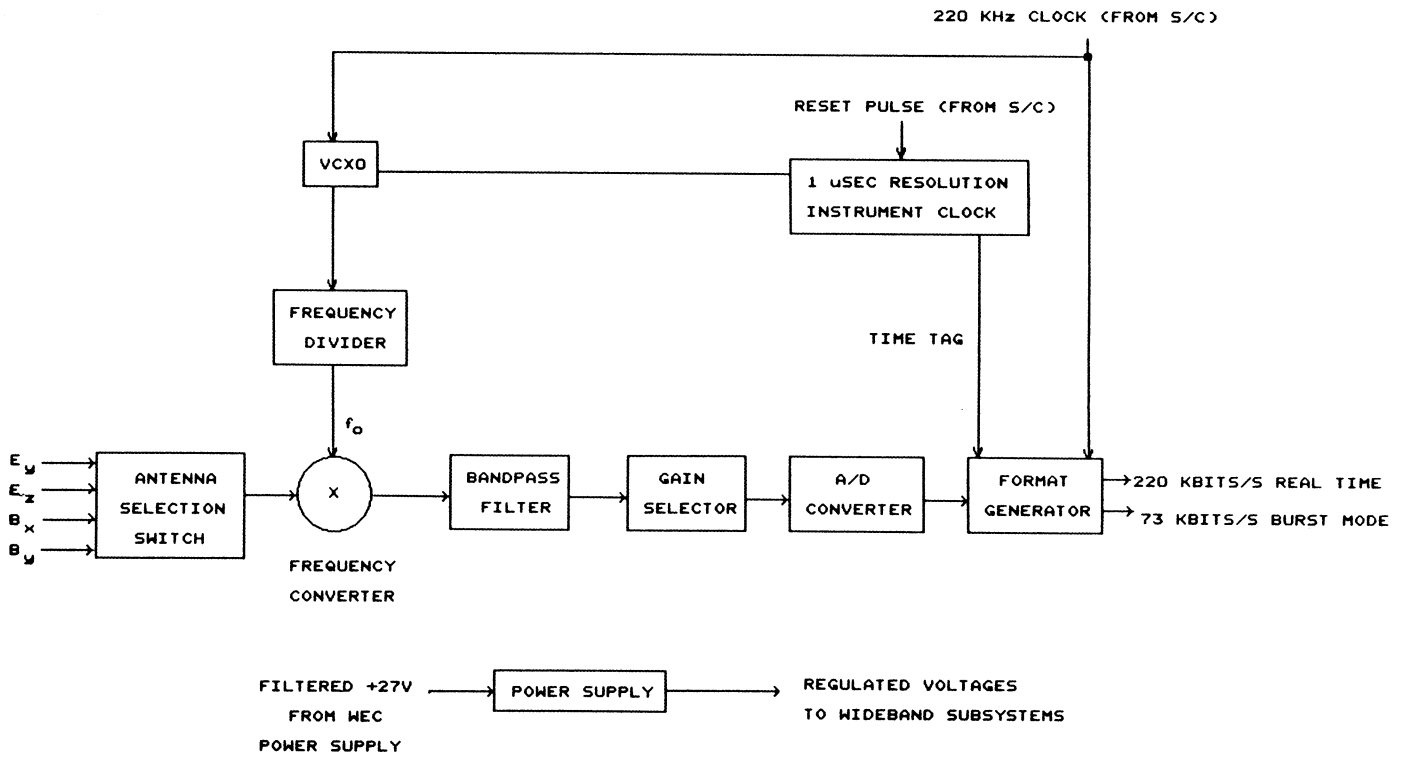 220 KHz CLOCK (FROM S/C)
RESET PULSE (FROM S/C)
VCXO
1 uSEC RESOLUTION
INSTRUMENT CLOCK
FREQUENCY
DIVIDER
TIME TAG
fo
Ey
Ez
Bx
By
ANTENNA
SELECTION
SWITCH
X
FREQUENCY
CONVERTER
BANDPASS
FILTER
GAIN
SELECTOR
A/D
CONVERTER
FORMAT
GENERATOR
220 KBITS/S REAL TIME
73 KBITS/S BURST MODE
FILTERED +27V
FROM WEC
POWER SUPPLY
POWER SUPPLY
REGULATED VOLTAGES
TO WIDEBAND SUBSYSTEMS